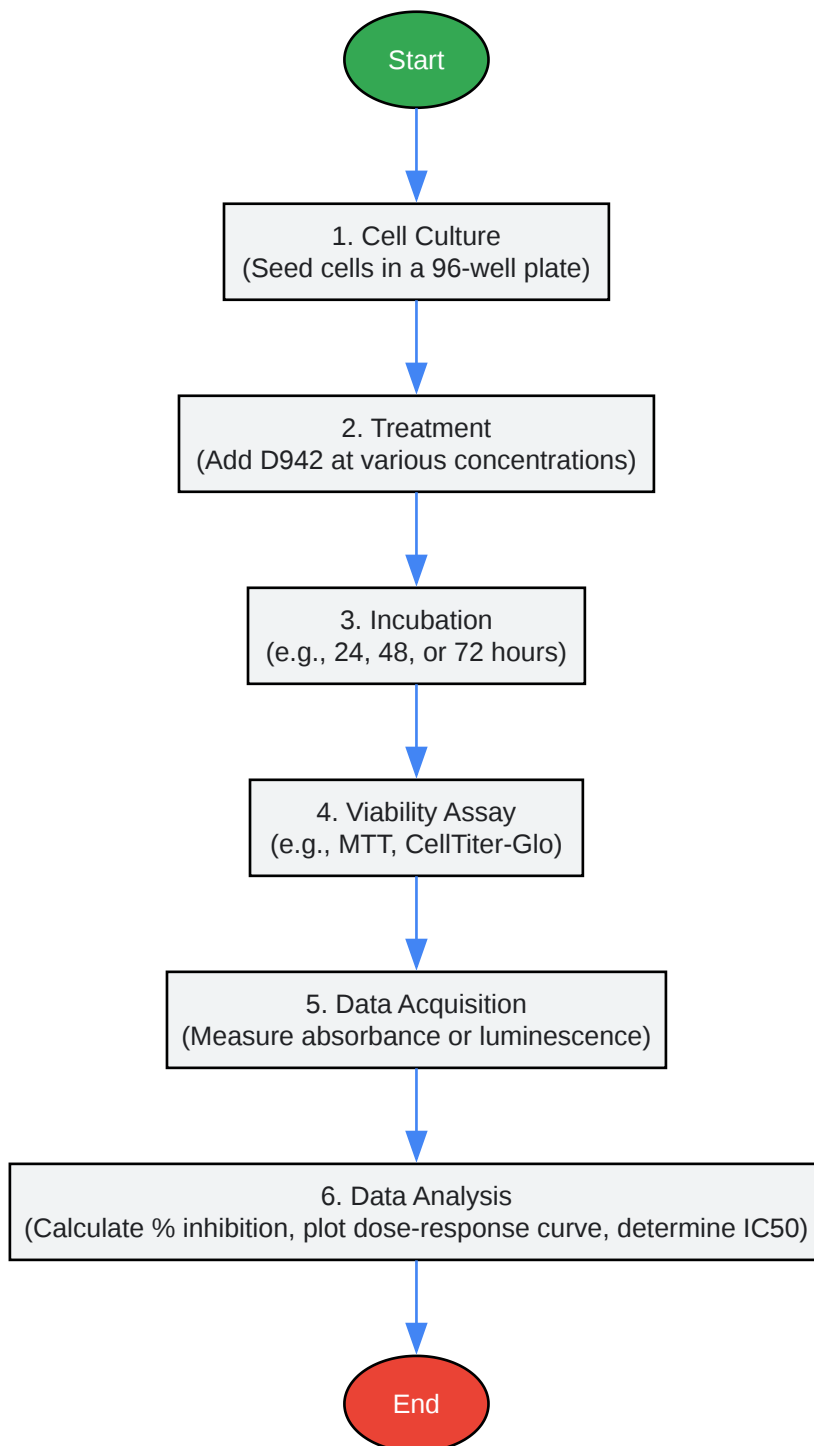 Start
1. Cell Culture
(Seed cells in a 96-well plate)
2. Treatment
(Add D942 at various concentrations)
3. Incubation
(e.g., 24, 48, or 72 hours)
4. Viability Assay
(e.g., MTT, CellTiter-Glo)
5. Data Acquisition
(Measure absorbance or luminescence)
6. Data Analysis
(Calculate % inhibition, plot dose-response curve, determine IC50)
End